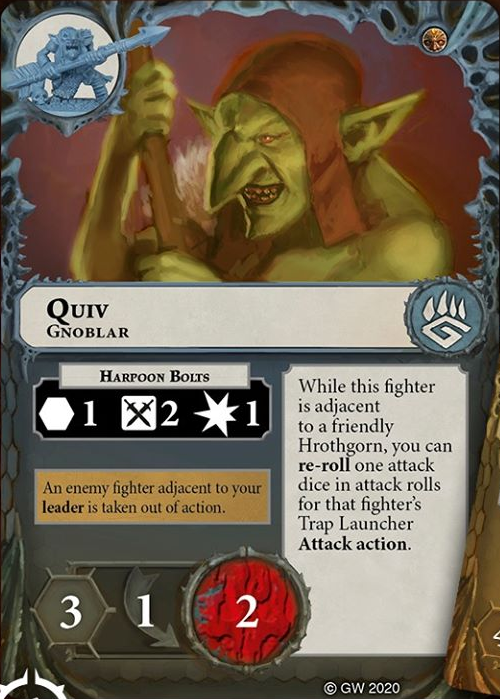 Quiv
Gnoblar
Harpoon Bolts
1 2 1
An enemy fighter adjacent to your
leader is taken out of action.
While this fighter
is adjacent
to a friendly
Hrothgorn, you can
re-roll one attack
dice in attack rolls
for that fighter's
Trap Launcher
Attack action.
3 1 2
4
© GW 2020